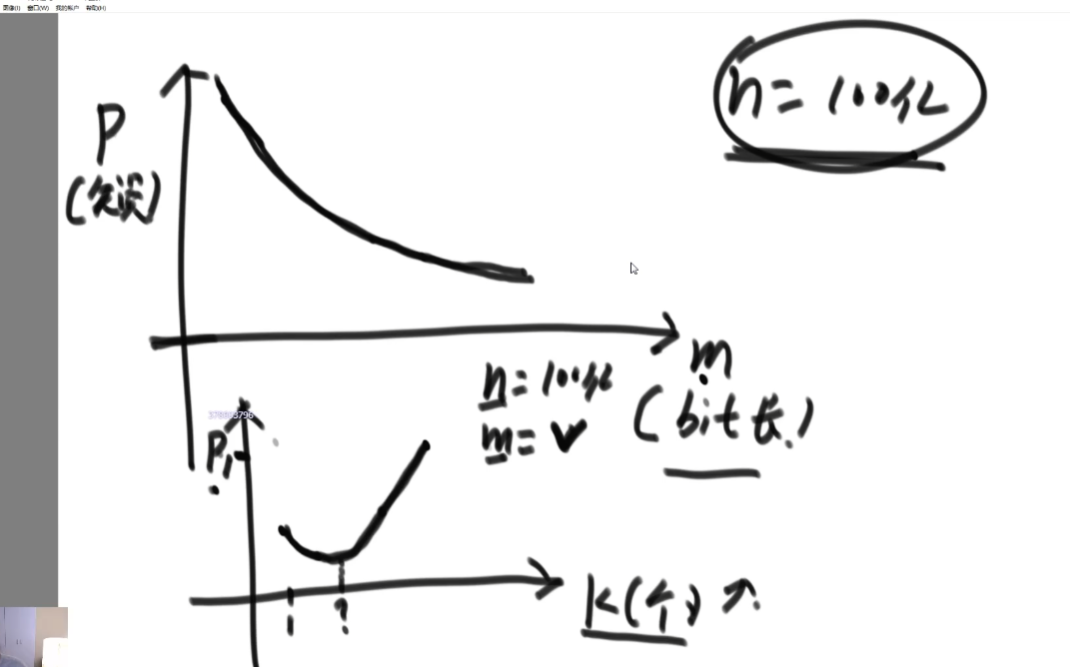 图像(I) 窗口(W) 我的帐户 帮助(H)
n = 100亿
P
(失误)
m
(bit长)
n = 100亿
m = ✓
P
K(个) ↗
1
?